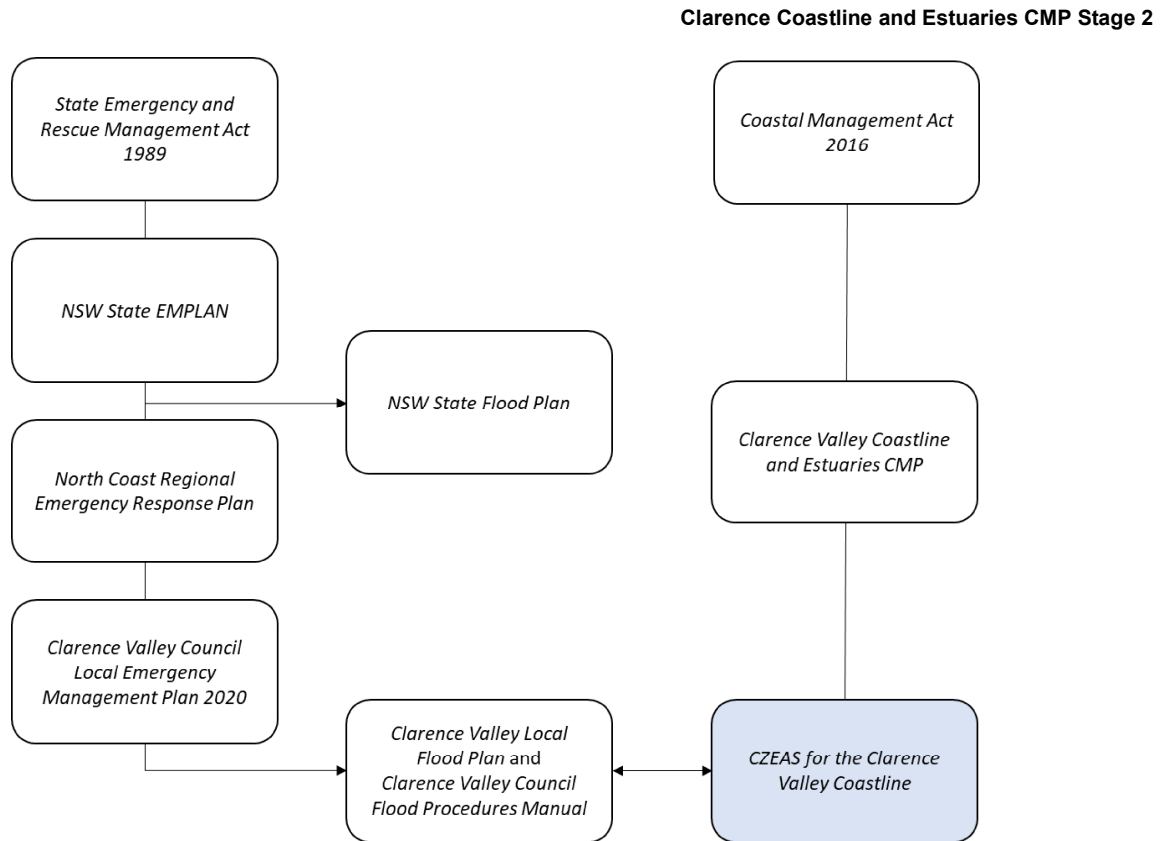 Clarence Coastline and Estuaries CMP Stage 2
State Emergency and
Rescue Management Act
1989
Coastal Management Act
2016
NSW State EMPLAN
NSW State Flood Plan
Clarence Valley Coastline
and Estuaries CMP
North Coast Regional
Emergency Response Plan
Clarence Valley Council
Local Emergency
Management Plan 2020
Clarence Valley Local
Flood Plan and
Clarence Valley Council
Flood Procedures Manual
CZEAS for the Clarence
Valley Coastline